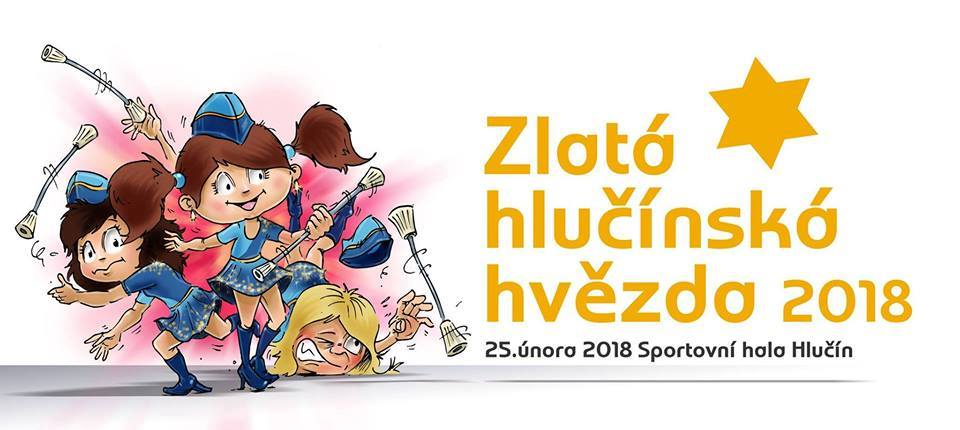 Zlatá
hlučínská
hvězda 2018
25.února 2018 Sportovní hala Hlučín